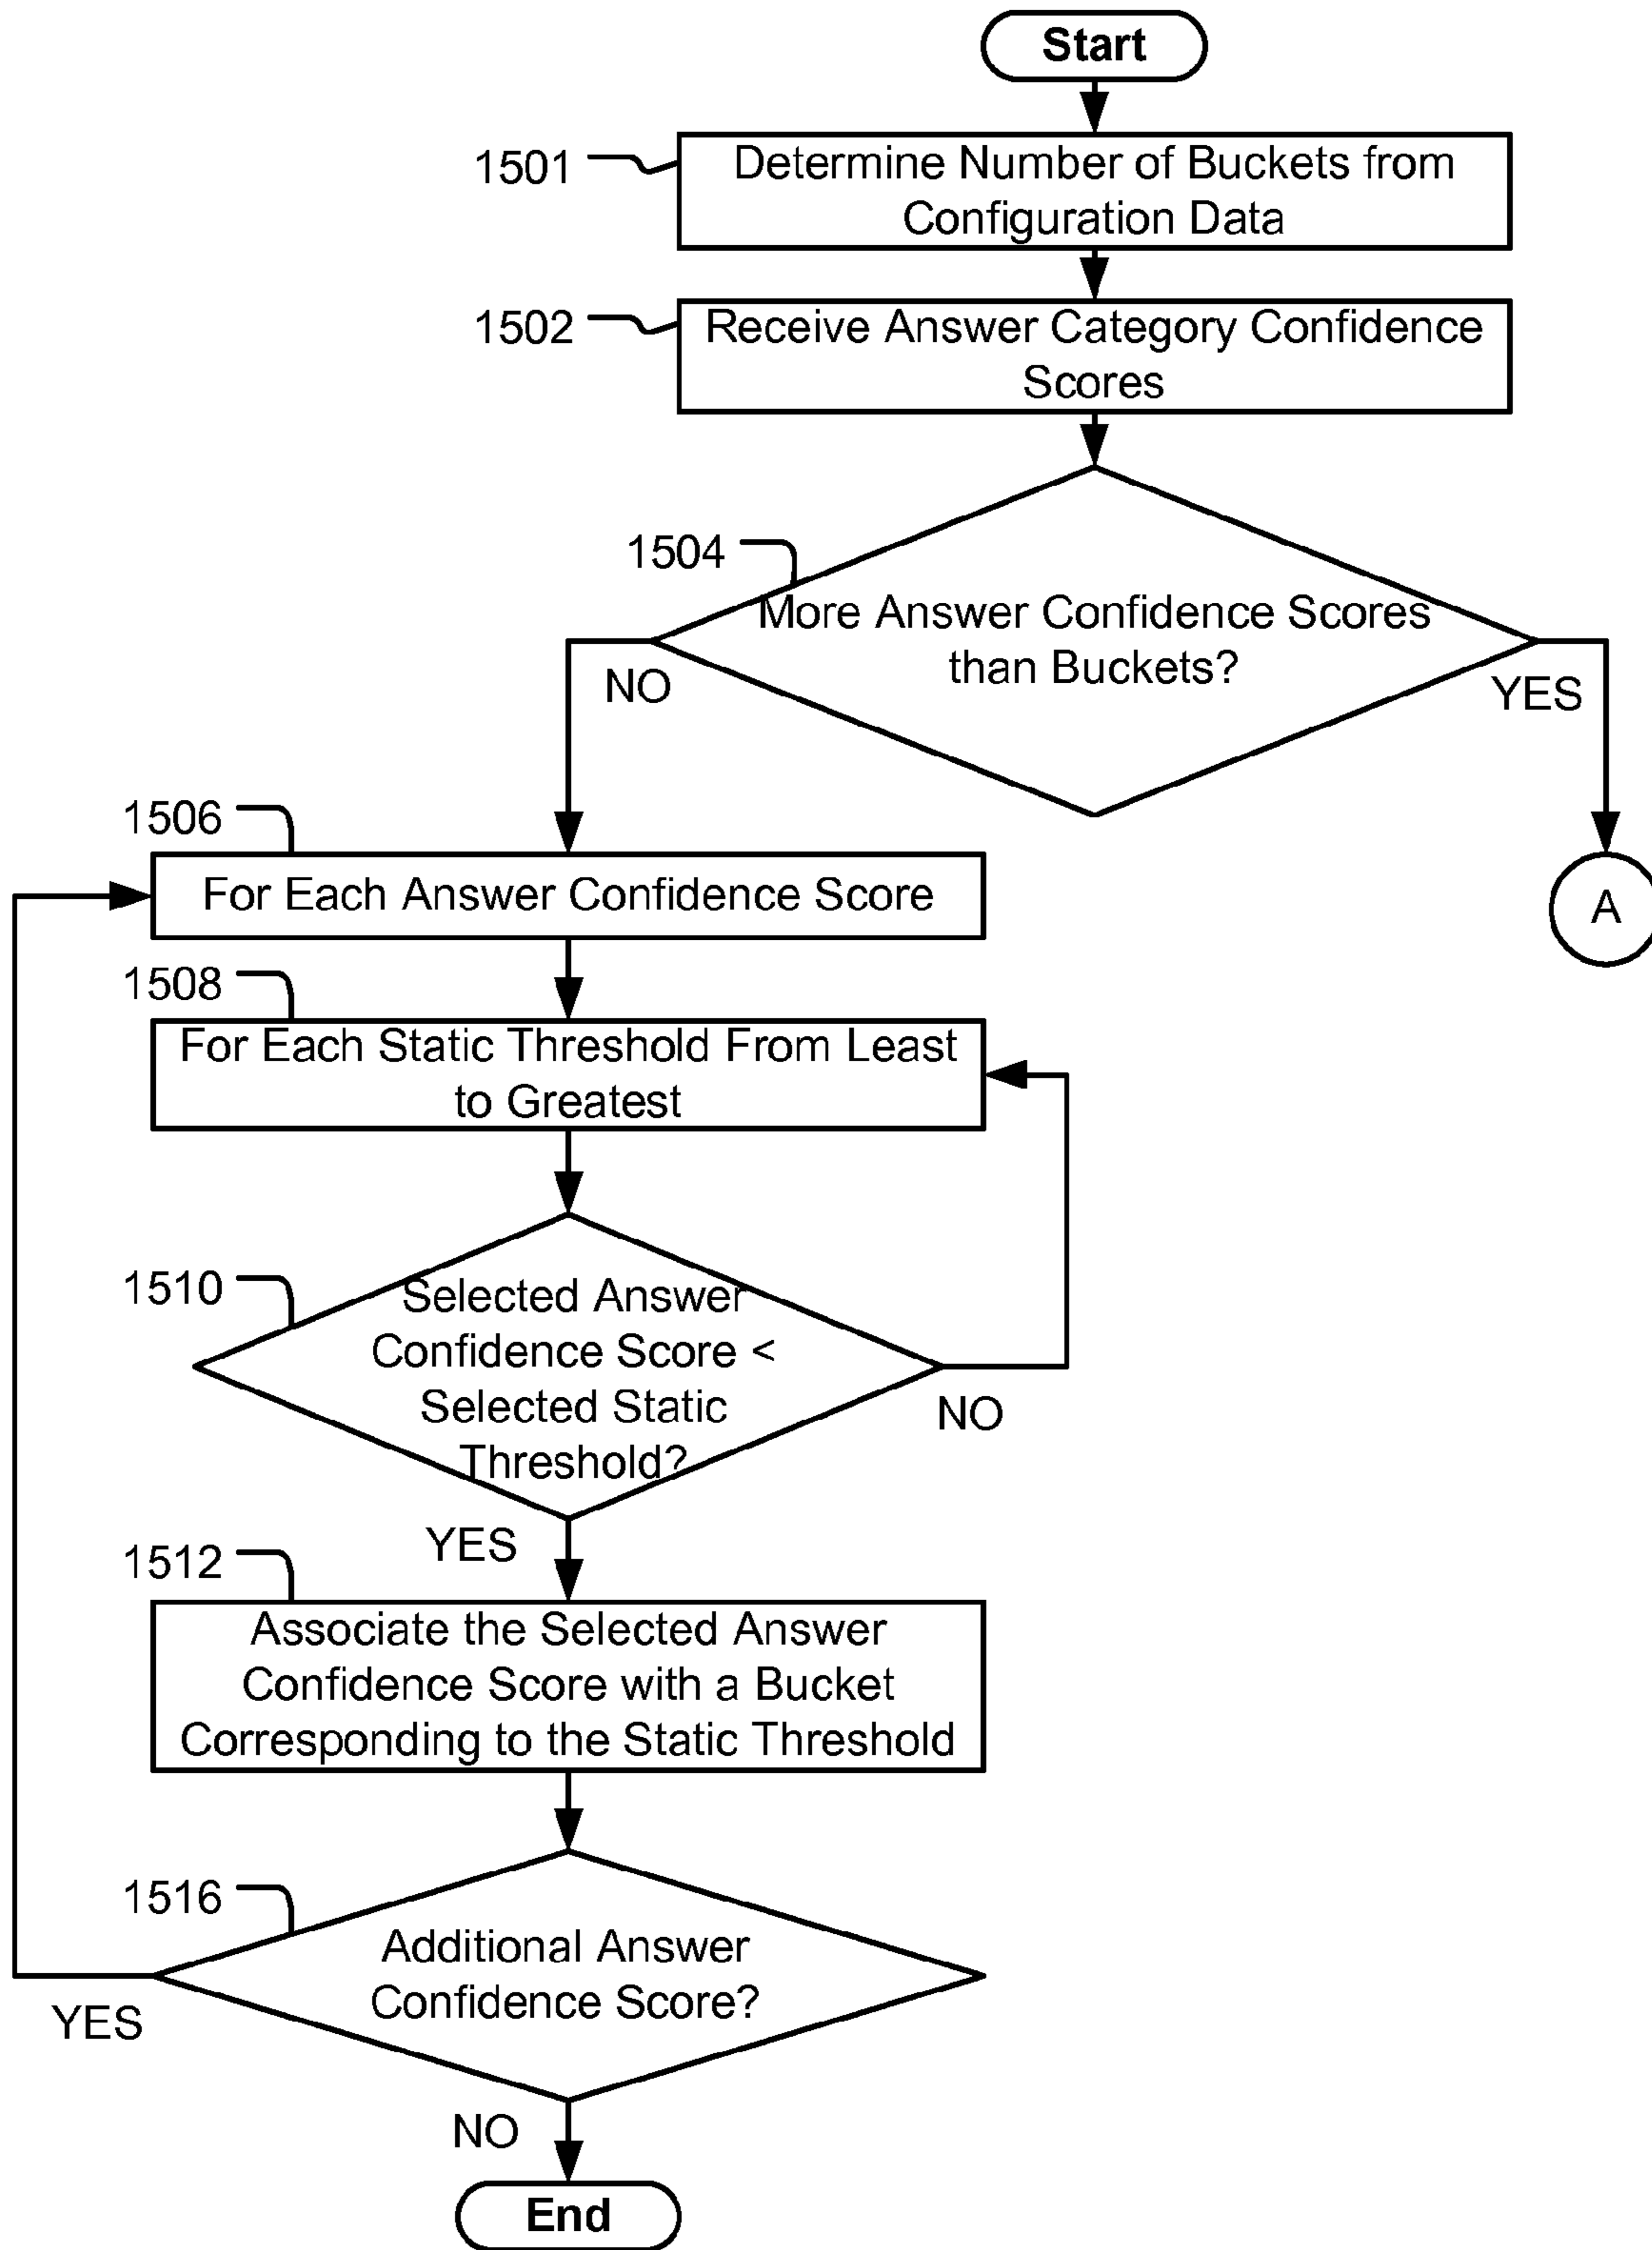 Start
1501
Determine Number of Buckets from
Configuration Data
1502
Receive Answer Category Confidence
Scores
1504
More Answer Confidence Scores
than Buckets?
NO
YES
1506
For Each Answer Confidence Score
A
1508
For Each Static Threshold From Least
to Greatest
1510
Selected Answer
Confidence Score <
Selected Static
Threshold?
NO
YES
1512
Associate the Selected Answer
Confidence Score with a Bucket
Corresponding to the Static Threshold
1516
Additional Answer
Confidence Score?
YES
NO
End